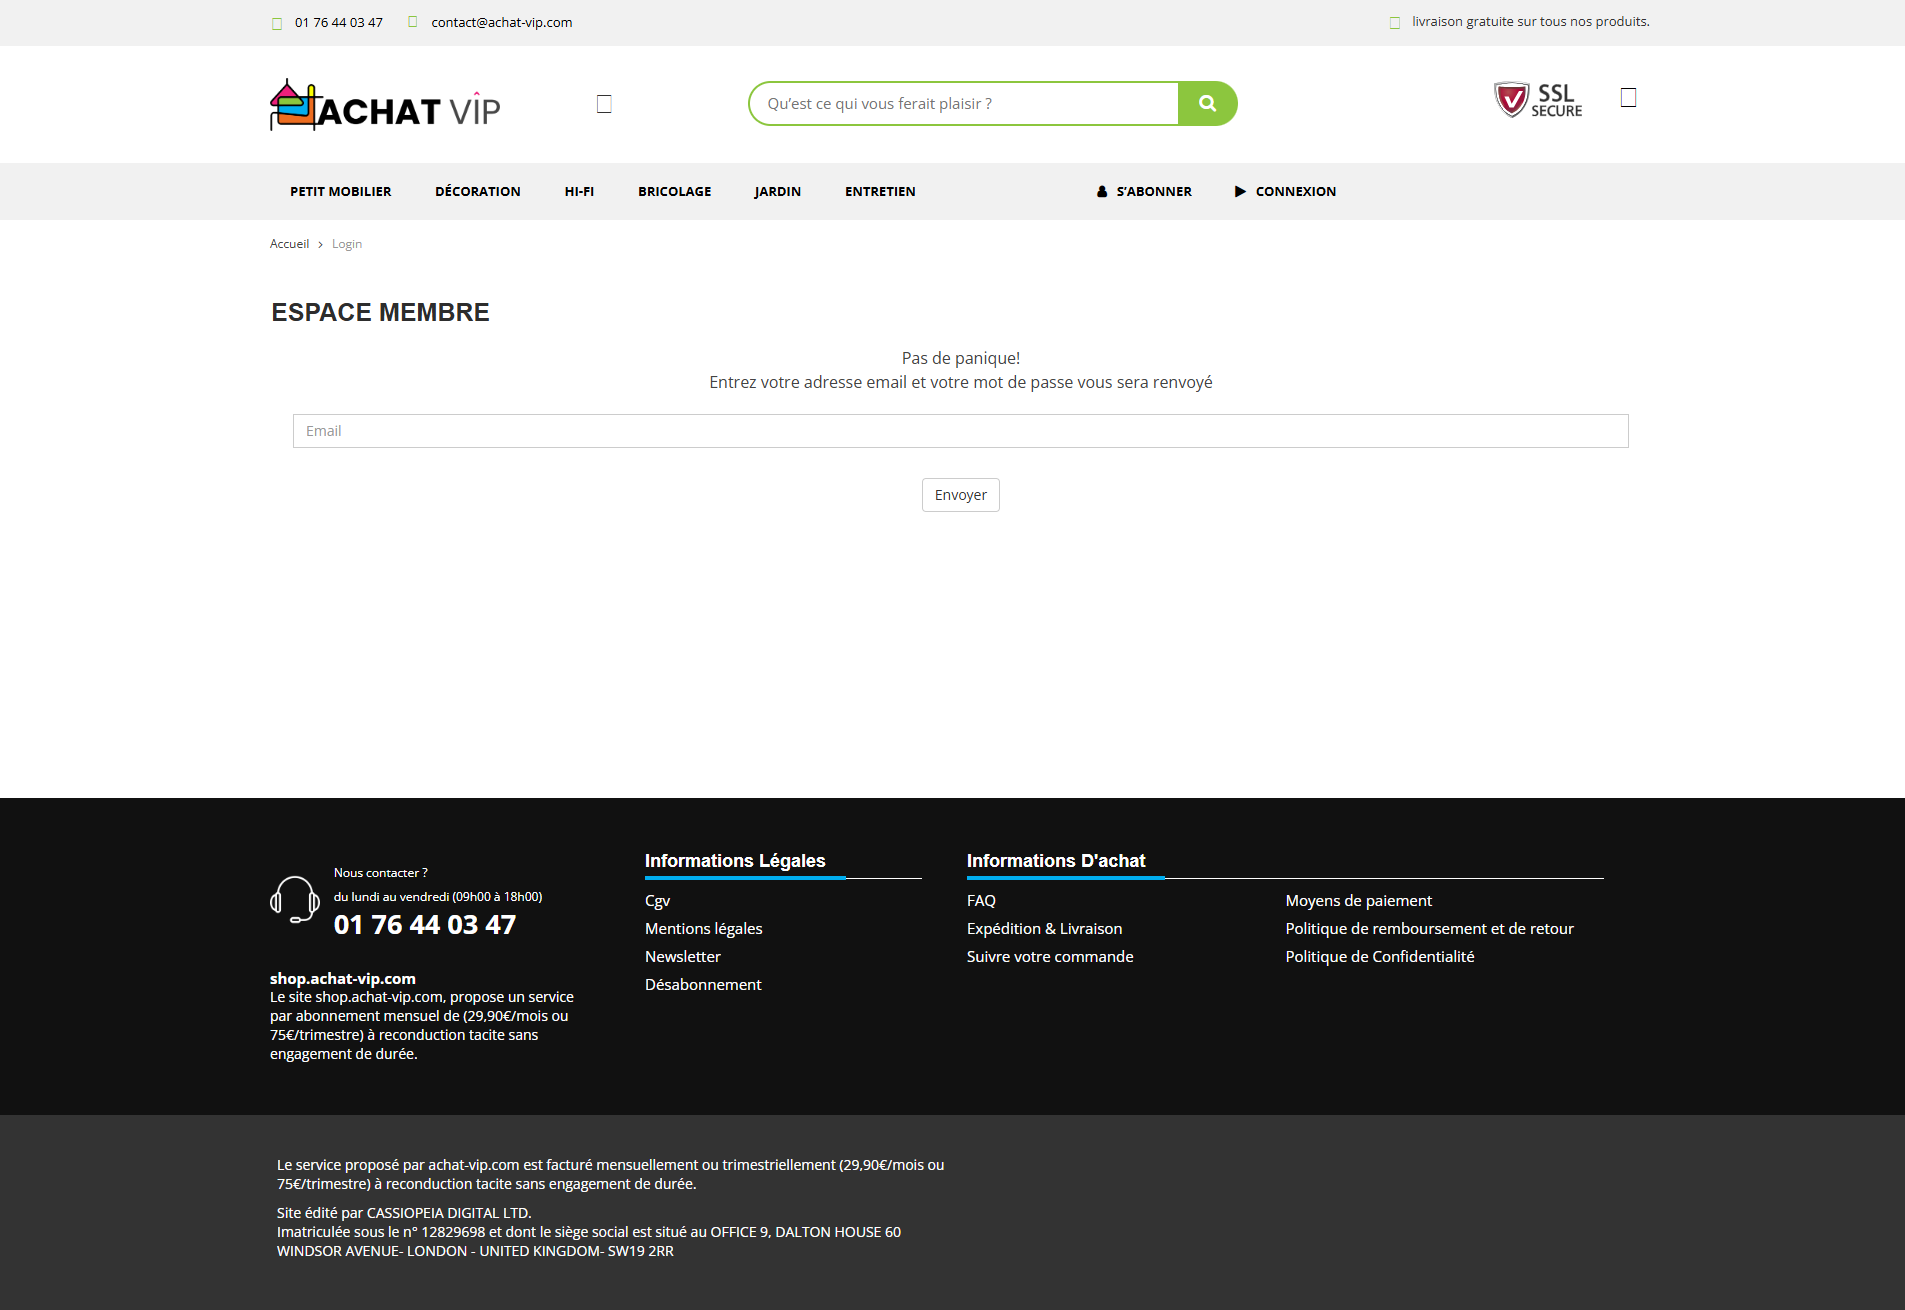 01 76 44 03 47
contact@achat-vip.com
livraison gratuite sur tous nos produits.
ACHAT VIP
Qu’est ce qui vous ferait plaisir ?
SSL
SECURE
PETIT MOBILIER
DÉCORATION
HI-FI
BRICOLAGE
JARDIN
ENTRETIEN
S’ABONNER
CONNEXION
Accueil
Login
ESPACE MEMBRE
Pas de panique!
Entrez votre adresse email et votre mot de passe vous sera renvoyé
Email
Envoyer
Nous contacter ?
du lundi au vendredi (09h00 à 18h00)
01 76 44 03 47
shop.achat-vip.com
Le site shop.achat-vip.com, propose un service
par abonnement mensuel de (29,90€/mois ou
75€/trimestre) à reconduction tacite sans
engagement de durée.
Informations Légales
Cgv
Mentions légales
Newsletter
Désabonnement
Informations D'achat
FAQ
Expédition & Livraison
Suivre votre commande
Moyens de paiement
Politique de remboursement et de retour
Politique de Confidentialité
Le service proposé par achat-vip.com est facturé mensuellement ou trimestriellement (29,90€/mois ou
75€/trimestre) à reconduction tacite sans engagement de durée.
Site édité par CASSIOPEIA DIGITAL LTD.
Imatriculée sous le n° 12829698 et dont le siège social est situé au OFFICE 9, DALTON HOUSE 60
WINDSOR AVENUE- LONDON - UNITED KINGDOM- SW19 2RR